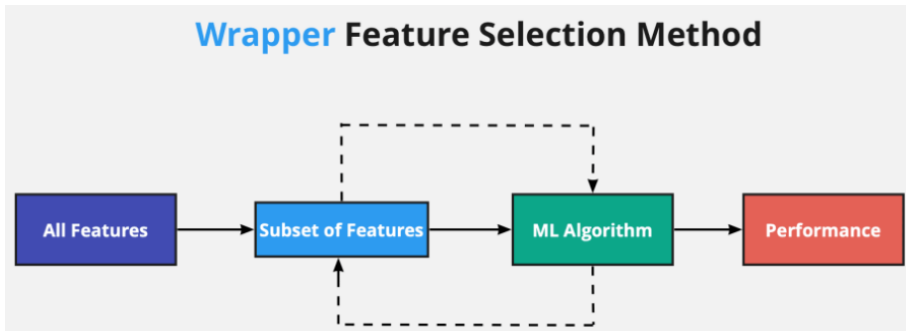 Wrapper Feature Selection Method
All Features
Subset of Features
ML Algorithm
Performance